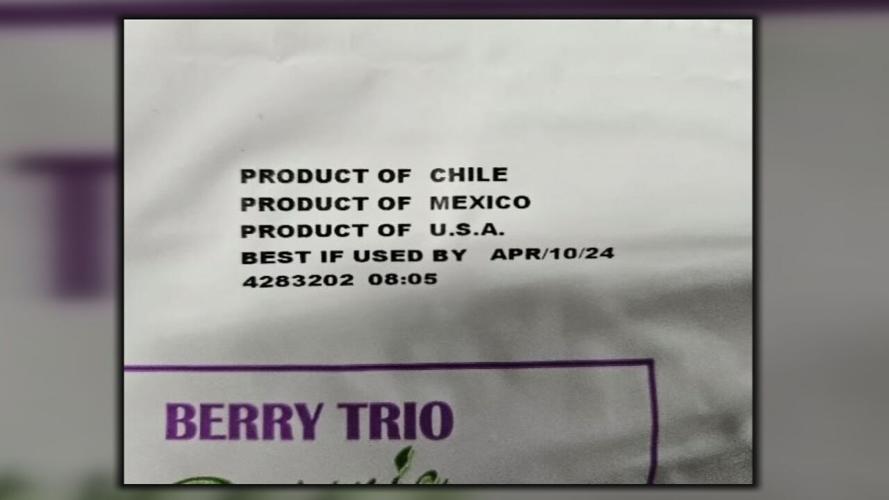 PRODUCT OF CHILE
PRODUCT OF MEXICO
PRODUCT OF U.S.A.
BEST IF USED BY APR/10/24
4283202 08:05
BERRY TRIO